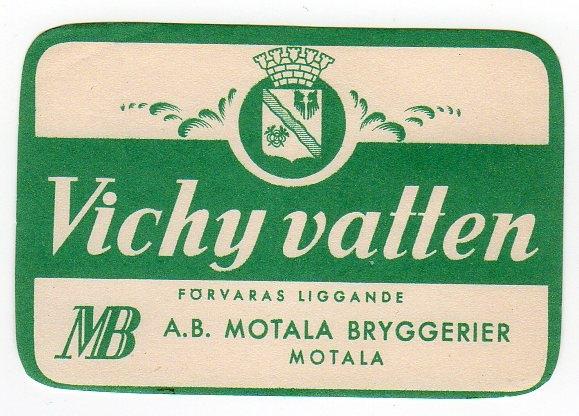 Vichy vatten
FÖRVARAS LIGGANDE
MB
A.B. MOTALA BRYGGERIER
MOTALA